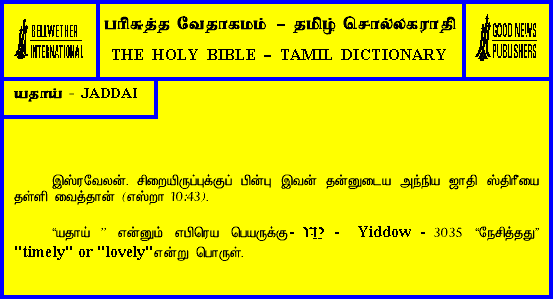 BELLWETHER
INTERNATIONAL
பரிசுத்த வேதாகமம் – தமிழ் சொல்லகராதி
THE HOLY BIBLE – TAMIL DICTIONARY
GOOD NEWS
PUBLISHERS
யதாய் - JADDAI
இஸ்ரவேலன். சிறையிருப்புக்குப் பின்பு இவன் தன்னுடைய அந்நிய ஜாதி ஸ்திரீயை
தள்ளி வைத்தான் (எஸ்றா 10:43).
“யதாய் ” என்னும் எபிரெய பெயருக்கு- - Yiddow - 3035 “நேசித்தது”
"timely" or "lovely"என்று பொருள்.